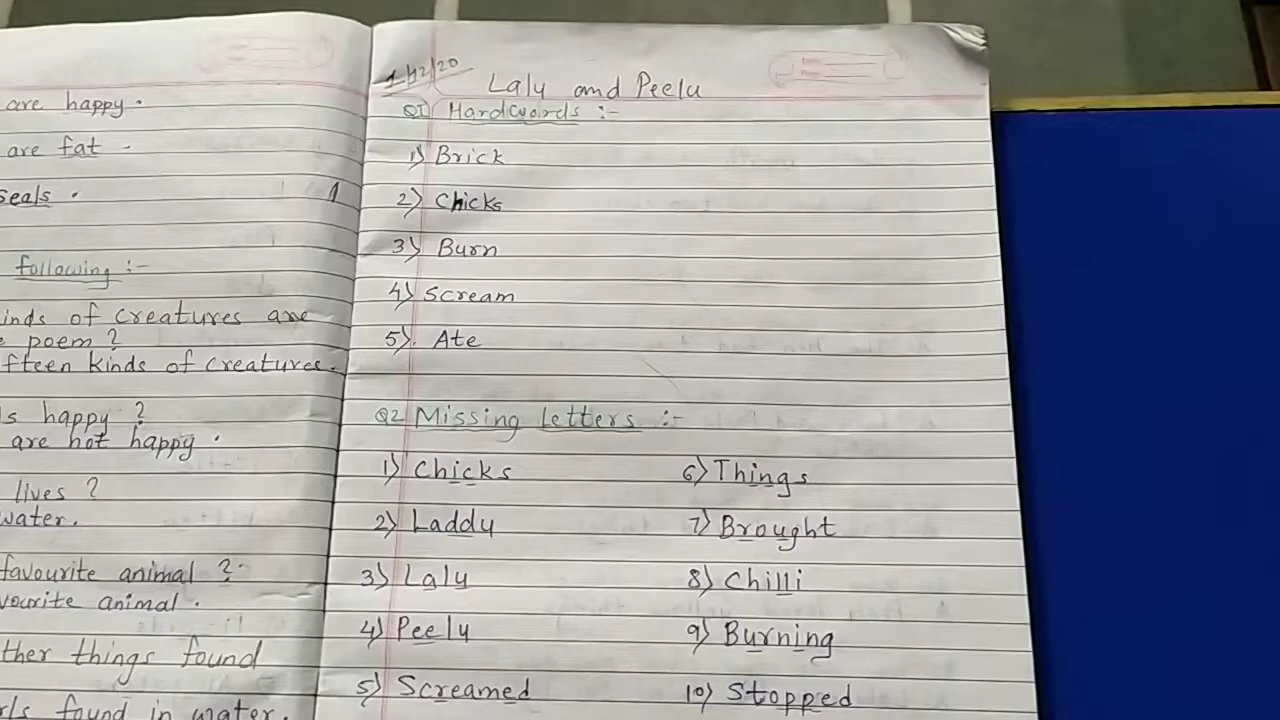 are happy.
are fat.
seals.
following :-
inds of creatures are
poem ?
fteen kinds of creatures.
s happy ?
are not happy.
lives ?
water.
favourite animal ?
vourite animal.
ther things found
rls found in water.
1/12/20
Laly and Peelu
Q1) Hardwords :-
1) Brick
2) Chicks
3) Burn
4) Scream
5) Ate
Q2 Missing letters :-
1) Chicks
2) Laddy
3) Laly
4) Peely
5) Screamed
6) Things
7) Brought
8) Chilli
9) Burning
10) Stopped